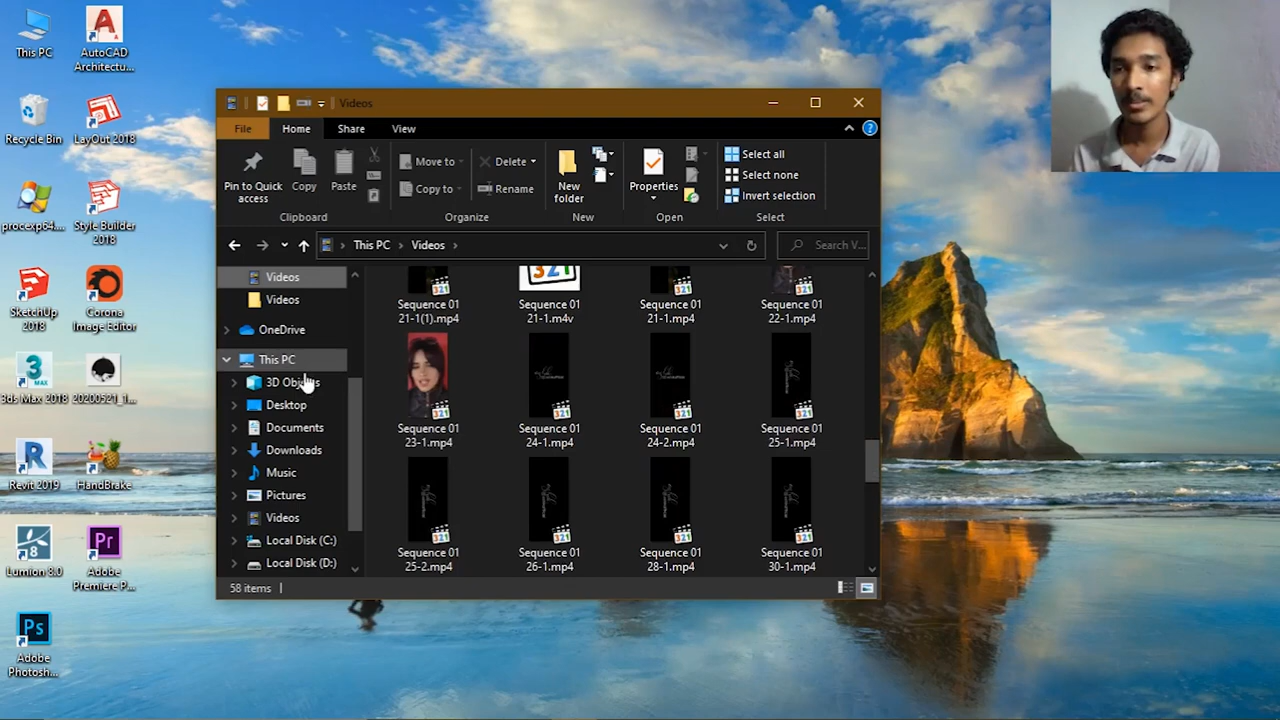 This PC
AutoCAD
Architectu...
Recycle Bin
LayOut 2018
procexp64....
Style Builder
2018
SketchUp
2018
Corona
Image Editor
3ds Max 2018
20200521_1...
Revit 2019
HandBrake
Lumion 8.0
Adobe
Premiere P...
Adobe
Photosh...
Videos
File
Home
Share
View
Pin to Quick
access
Copy
Paste
Clipboard
Move to
Copy to
Delete
Rename
Organize
New
folder
New
Properties
Open
Select all
Select none
Invert selection
Select
This PC
Videos
Search V...
Videos
Videos
OneDrive
This PC
3D Objects
Desktop
Documents
Downloads
Music
Pictures
Videos
Local Disk (C:)
Local Disk (D:)
Sequence 01
21-1(1).mp4
Sequence 01
21-1.m4v
Sequence 01
21-1.mp4
Sequence 01
22-1.mp4
Sequence 01
23-1.mp4
Sequence 01
24-1.mp4
Sequence 01
24-2.mp4
Sequence 01
25-1.mp4
Sequence 01
25-2.mp4
Sequence 01
26-1.mp4
Sequence 01
28-1.mp4
Sequence 01
30-1.mp4
58 items